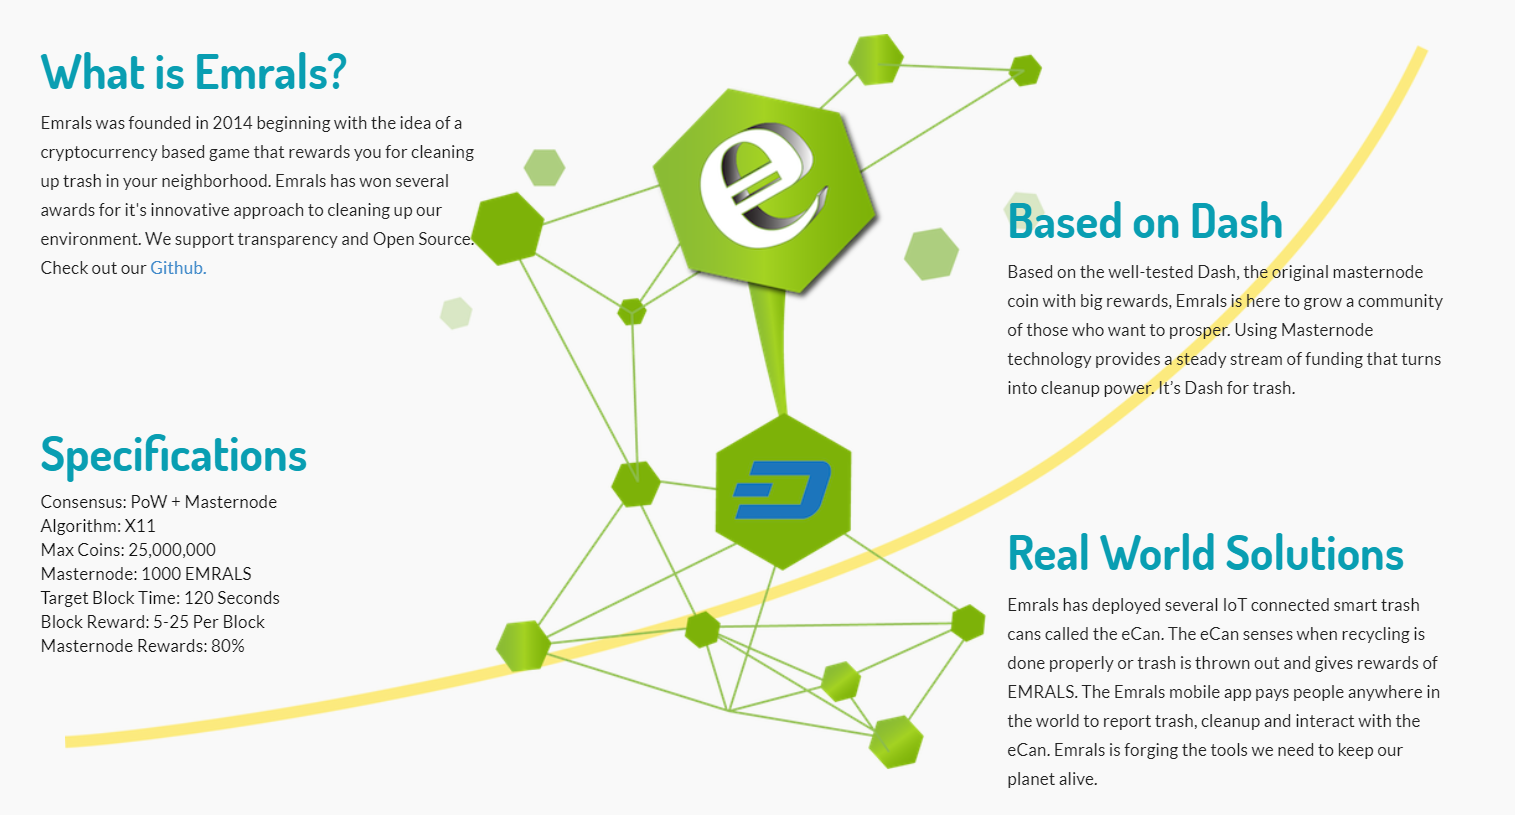 What is Emrals?
Emrals was founded in 2014 beginning with the idea of a
cryptocurrency based game that rewards you for cleaning
up trash in your neighborhood. Emrals has won several
awards for it's innovative approach to cleaning up our
environment. We support transparency and Open Source.
Check out our Github.
Specifications
Consensus: PoW + Masternode
Algorithm: X11
Max Coins: 25,000,000
Masternode: 1000 EMRALS
Target Block Time: 120 Seconds
Block Reward: 5-25 Per Block
Masternode Rewards: 80%
e
Based on Dash
Based on the well-tested Dash, the original masternode
coin with big rewards, Emrals is here to grow a community
of those who want to prosper. Using Masternode
technology provides a steady stream of funding that turns
into cleanup power. It’s Dash for trash.
Real World Solutions
Emrals has deployed several IoT connected smart trash
cans called the eCan. The eCan senses when recycling is
done properly or trash is thrown out and gives rewards of
EMRALS. The Emrals mobile app pays people anywhere in
the world to report trash, cleanup and interact with the
eCan. Emrals is forging the tools we need to keep our
planet alive.